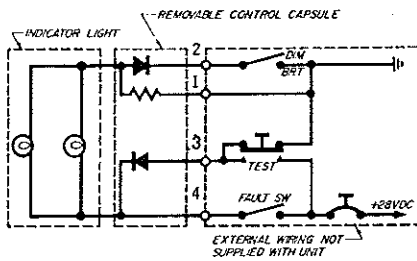 REMOVABLE CONTROL CAPSULE
INDICATOR LIGHT
2
DIM
BRT
1
3
TEST
4
FAULT SW
+28VDC
EXTERNAL WIRING NOT
SUPPLIED WITH UNIT